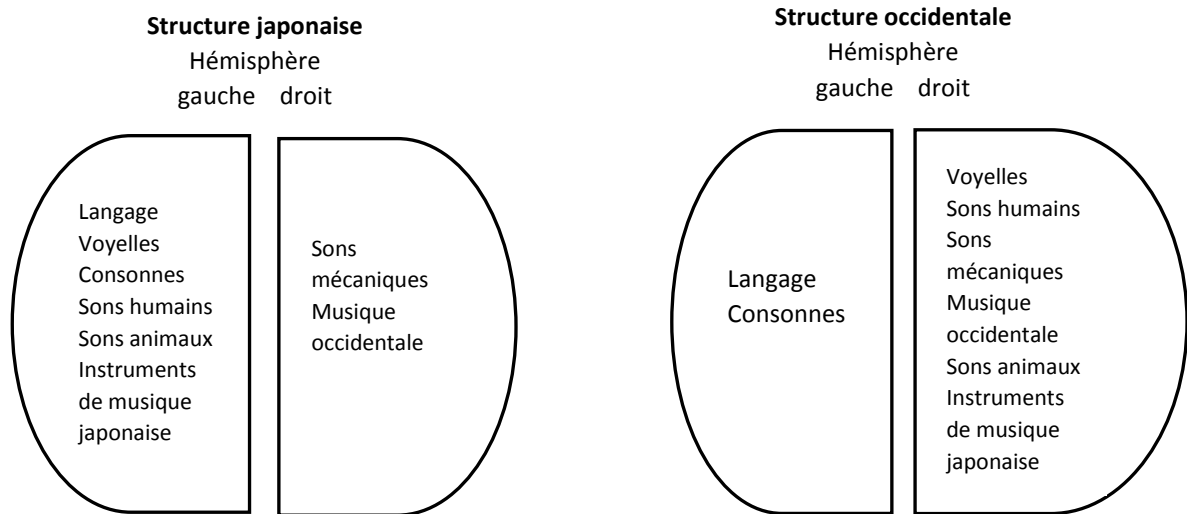 Structure japonaise
Hémisphère
gauche droit
Langage
Voyelles
Consonnes
Sons humains
Sons animaux
Instruments
de musique
japonaise
Sons
mécaniques
Musique
occidentale
Structure occidentale
Hémisphère
gauche droit
Langage
Consonnes
Voyelles
Sons humains
Sons
mécaniques
Musique
occidentale
Sons animaux
Instruments
de musique
japonaise